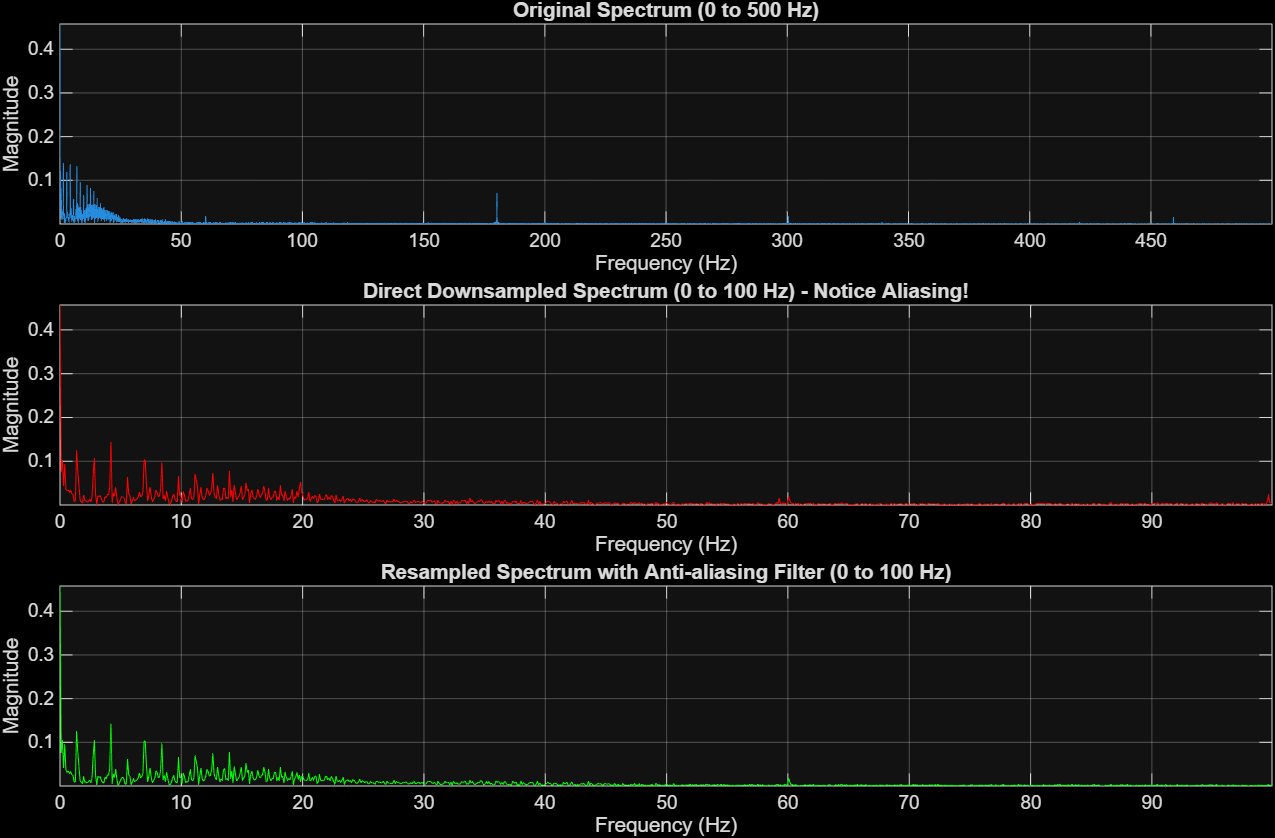 Original Spectrum (0 to 500 Hz)
Magnitude
0.4
0.3
0.2
0.1
0 50 100 150 200 250 300 350 400 450
Frequency (Hz)
Direct Downsampled Spectrum (0 to 100 Hz) - Notice Aliasing!
Magnitude
0.4
0.3
0.2
0.1
0 10 20 30 40 50 60 70 80 90
Frequency (Hz)
Resampled Spectrum with Anti-aliasing Filter (0 to 100 Hz)
Magnitude
0.4
0.3
0.2
0.1
0 10 20 30 40 50 60 70 80 90
Frequency (Hz)